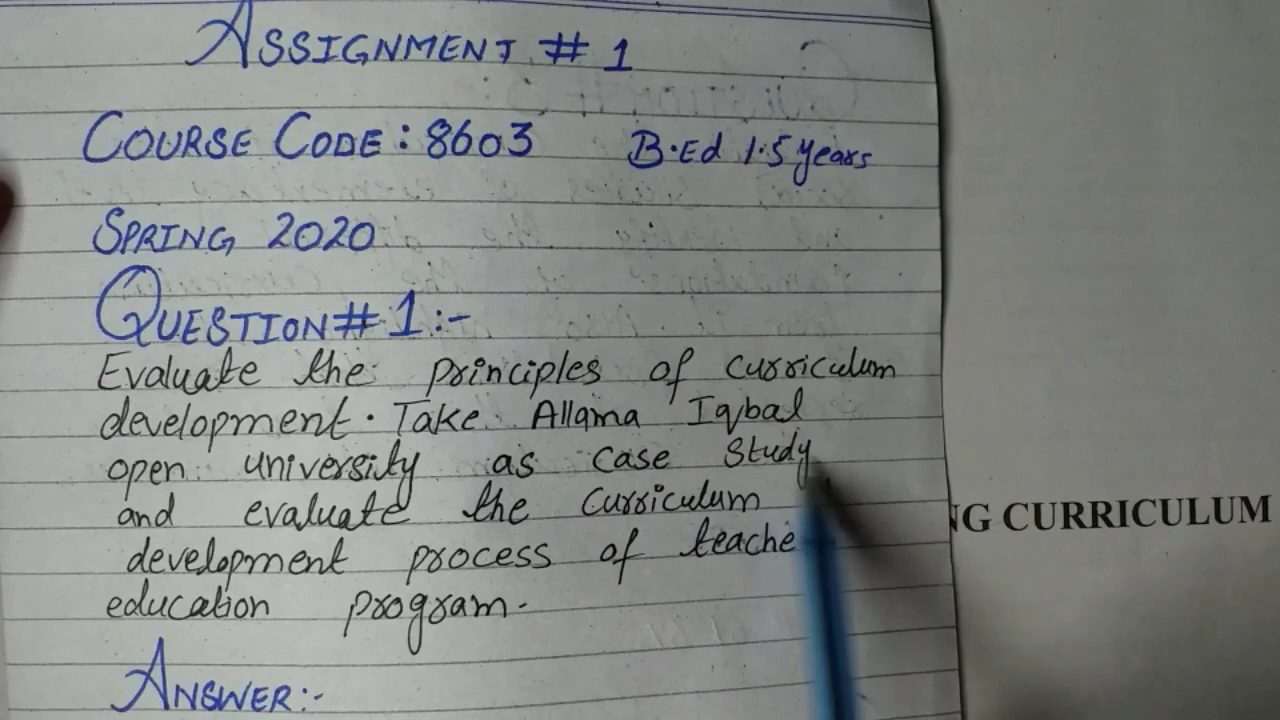 ASSIGNMENT # 1
COURSE CODE : 8603 B.Ed 1.5 years
SPRING 2020
QUESTION # 1 :-
Evaluate the principles of curriculum
development. Take Allama Iqbal
open university as case study
and evaluate the curriculum
development process of teache
education program.
NG CURRICULUM
ANSWER:-